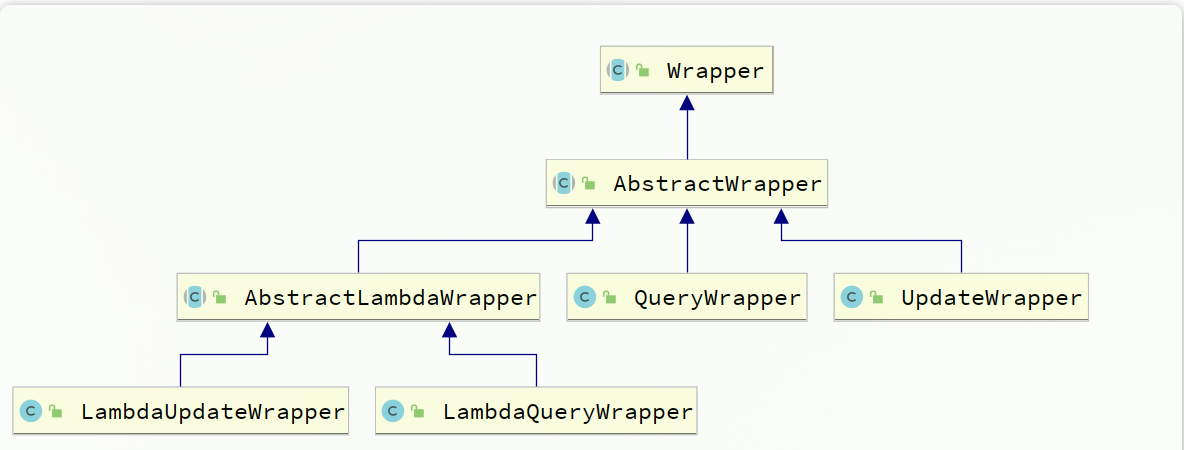 Wrapper
AbstractWrapper
AbstractLambdaWrapper
QueryWrapper
UpdateWrapper
LambdaUpdateWrapper
LambdaQueryWrapper